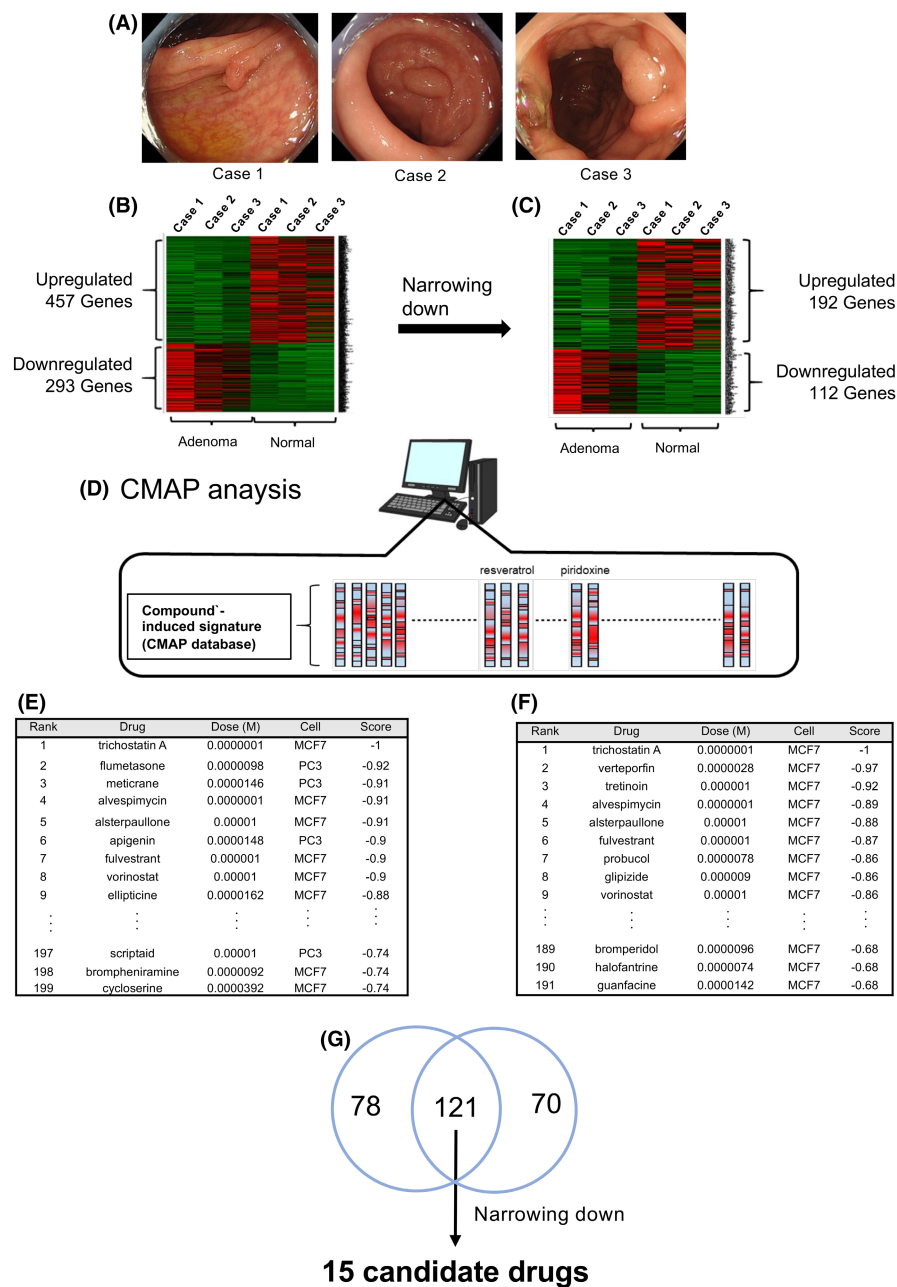 (A)
Case 1
Case 2
Case 3
(B)
Case 1
Case 2
Case 3
Case 1
Case 2
Case 3
Upregulated
457 Genes
Downregulated
293 Genes
Adenoma
Normal
Narrowing
down
(C)
Case 1
Case 2
Case 3
Case 1
Case 2
Case 3
Upregulated
192 Genes
Downregulated
112 Genes
Adenoma
Normal
(D) CMAP anaysis
resveratrol
piridoxine
Compound`-
induced signature
(CMAP database)
(E)
Rank Drug Dose (M) Cell Score
1 trichostatin A 0.0000001 MCF7 -1
2 flumetasone 0.0000098 PC3 -0.92
3 meticrane 0.0000146 PC3 -0.91
4 alvespimycin 0.0000001 MCF7 -0.91
5 alsterpaullone 0.00001 MCF7 -0.91
6 apigenin 0.0000148 PC3 -0.9
7 fulvestrant 0.000001 MCF7 -0.9
8 vorinostat 0.00001 MCF7 -0.9
9 ellipticine 0.0000162 MCF7 -0.88
197 scriptaid 0.00001 PC3 -0.74
198 brompheniramine 0.0000092 MCF7 -0.74
199 cycloserine 0.0000392 MCF7 -0.74
(F)
Rank Drug Dose (M) Cell Score
1 trichostatin A 0.0000001 MCF7 -1
2 verteporfin 0.0000028 MCF7 -0.97
3 tretinoin 0.000001 MCF7 -0.92
4 alvespimycin 0.0000001 MCF7 -0.89
5 alsterpaullone 0.00001 MCF7 -0.88
6 fulvestrant 0.000001 MCF7 -0.87
7 probucol 0.0000078 MCF7 -0.86
8 glipizide 0.000009 MCF7 -0.86
9 vorinostat 0.00001 MCF7 -0.86
189 bromperidol 0.0000096 MCF7 -0.68
190 halofantrine 0.0000074 MCF7 -0.68
191 guanfacine 0.0000142 MCF7 -0.68
(G)
78 121 70
Narrowing down
15 candidate drugs